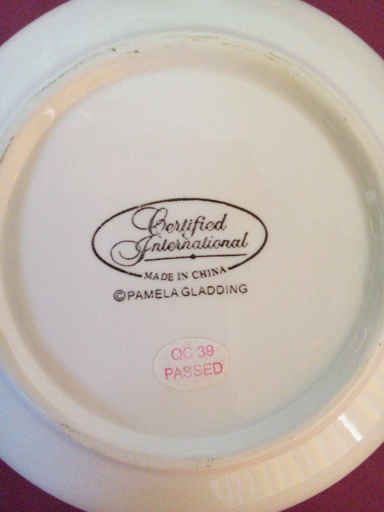 Certified
International
MADE IN CHINA
©PAMELA GLADDING
QC 39
PASSED